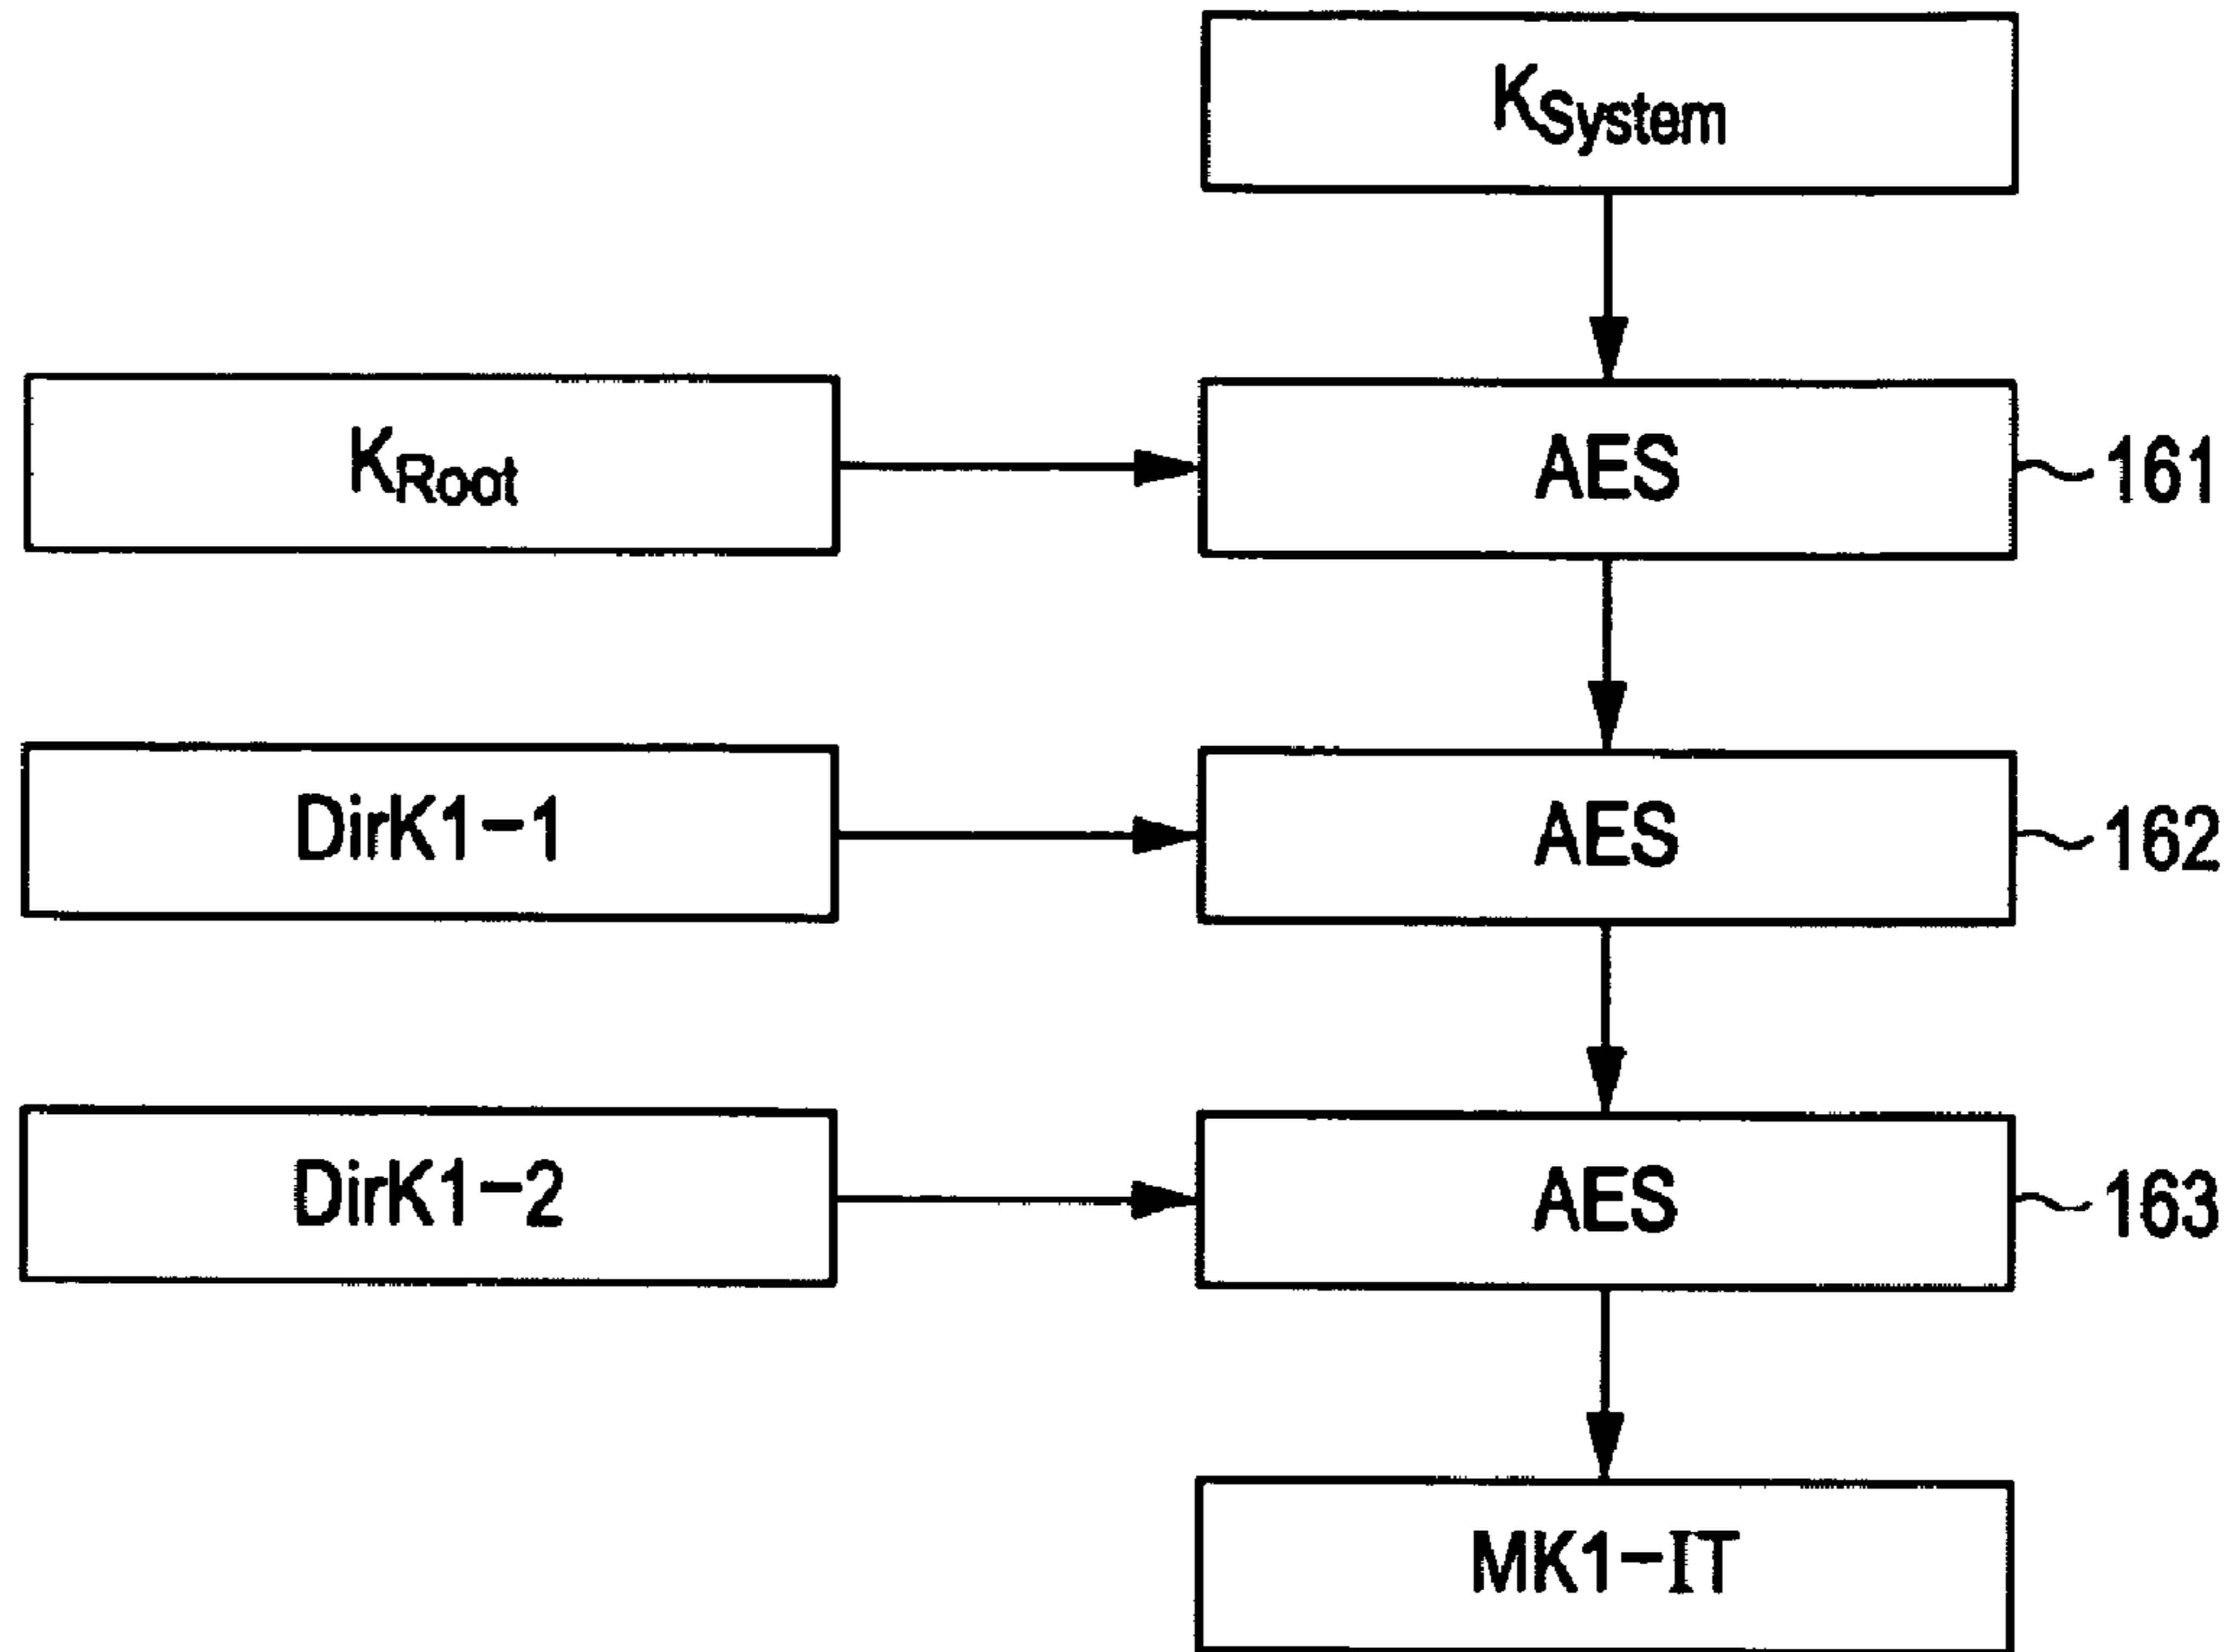 KSystem
KRoot
AES
161
DirK1-1
AES
162
DirK1-2
AES
163
MK1-IT